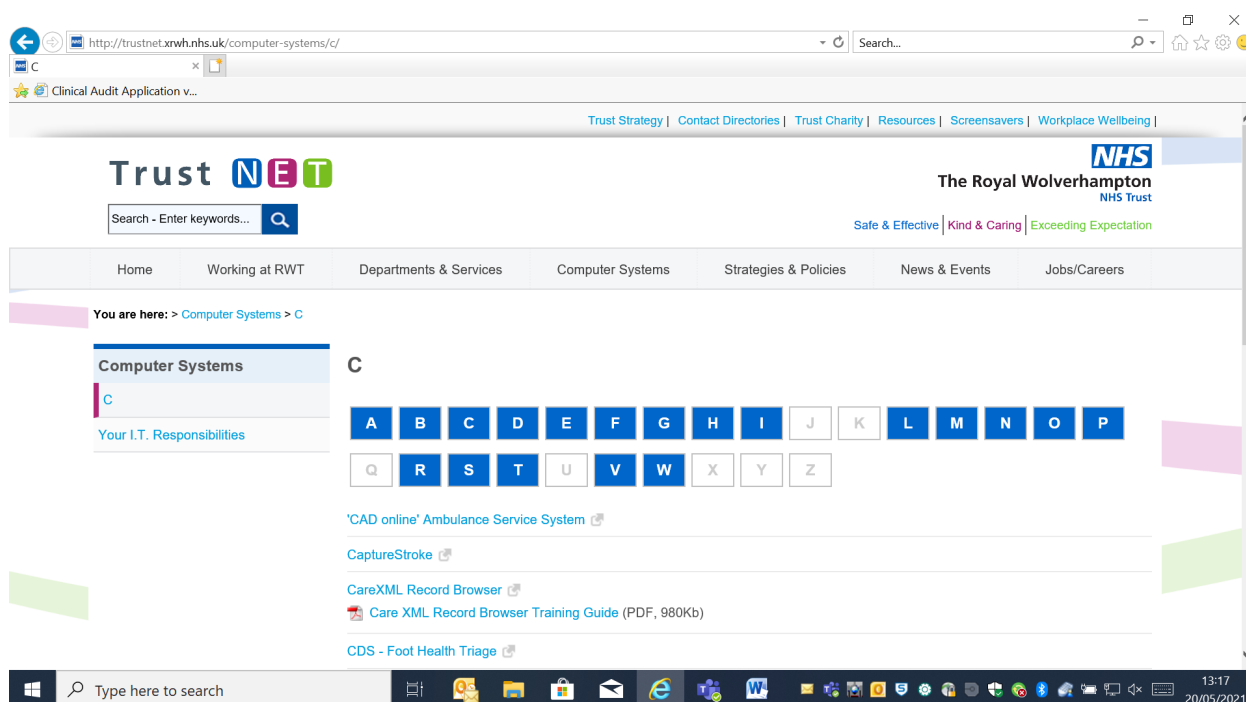 http://trustnet.xrwh.nhs.uk/computer-systems/c/
Search...
C
Clinical Audit Application v...
Trust Strategy | Contact Directories | Trust Charity | Resources | Screensavers | Workplace Wellbeing |
Trust NET
NHS
The Royal Wolverhampton
NHS Trust
Search - Enter keywords...
Safe & Effective | Kind & Caring | Exceeding Expectation
Home Working at RWT Departments & Services Computer Systems Strategies & Policies News & Events Jobs/Careers
You are here: > Computer Systems > C
Computer Systems
C
Your I.T. Responsibilities
C
A B C D E F G H I J K L M N O P
Q R S T U V W X Y Z
'CAD online' Ambulance Service System
CaptureStroke
CareXML Record Browser
Care XML Record Browser Training Guide (PDF, 980Kb)
CDS - Foot Health Triage
Type here to search
13:17
20/05/2021